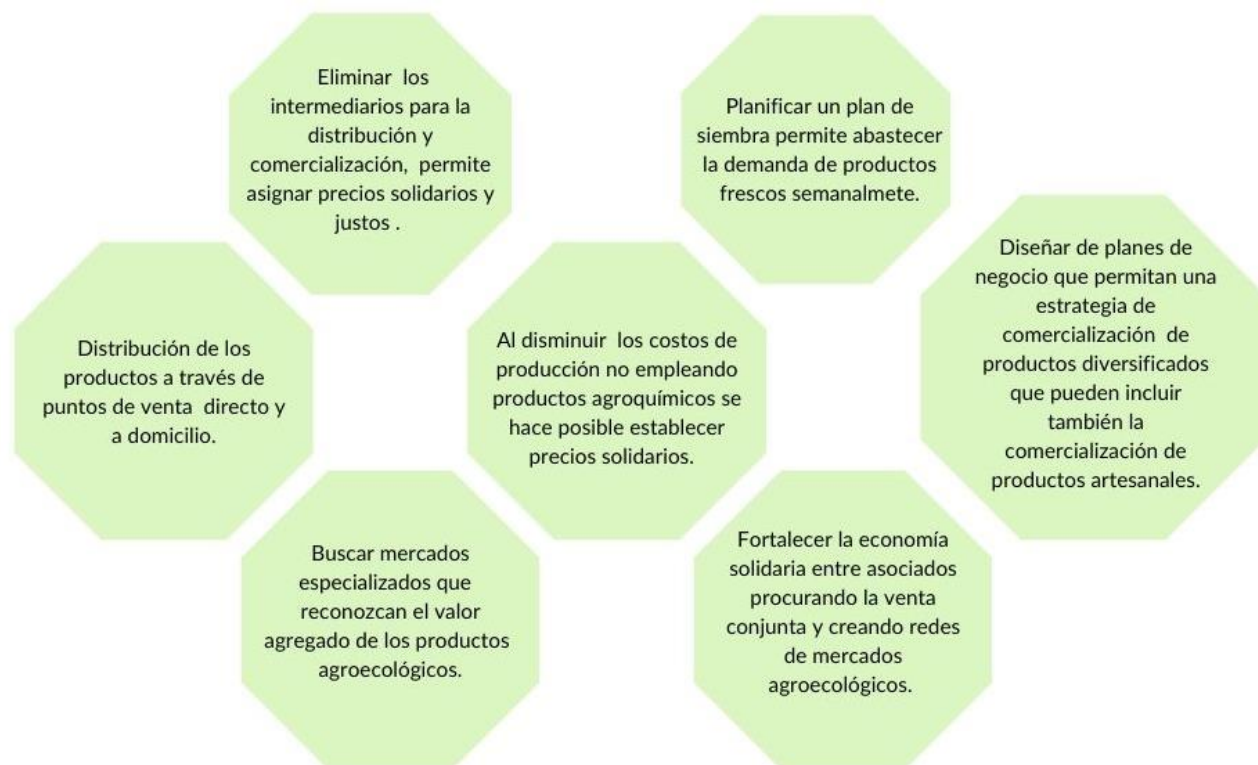 Eliminar los
intermediarios para la
distribución y
comercialización, permite
asignar precios solidarios y
justos .
Planificar un plan de
siembra permite abastecer
la demanda de productos
frescos semanalmete.
Distribución de los
productos a través de
puntos de venta directo y
a domicilio.
Al disminuir los costos de
producción no empleando
productos agroquímicos se
hace posible establecer
precios solidarios.
Diseñar de planes de
negocio que permitan una
estrategia de
comercialización de
productos diversificados
que pueden incluir
también la
comercialización de
productos artesanales.
Buscar mercados
especializados que
reconozcan el valor
agregado de los productos
agroecológicos.
Fortalecer la economía
solidaria entre asociados
procurando la venta
conjunta y creando redes
de mercados
agroecológicos.